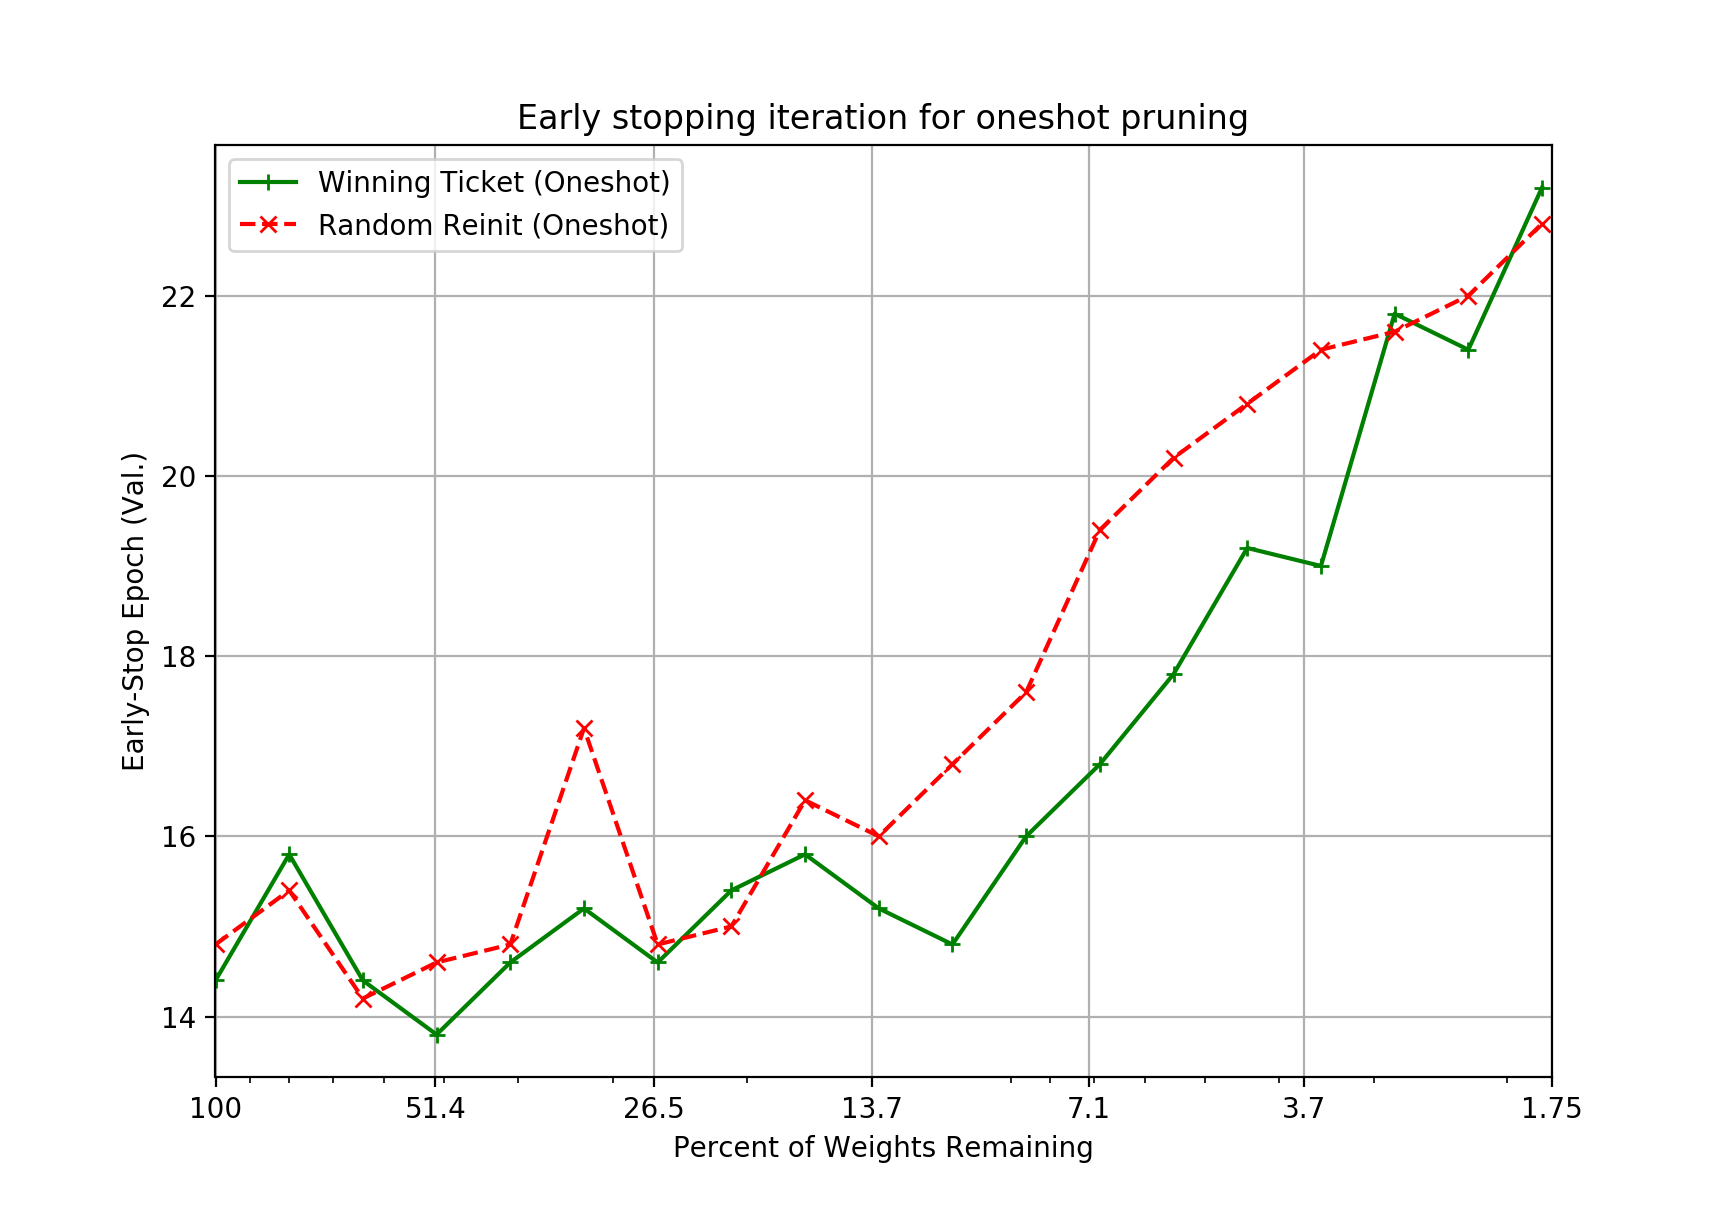 Early stopping iteration for oneshot pruning
Winning Ticket (Oneshot)
Random Reinit (Oneshot)
22
20
18
16
14
Early-Stop Epoch (Val.)
100 51.4 26.5 13.7 7.1 3.7 1.75
Percent of Weights Remaining